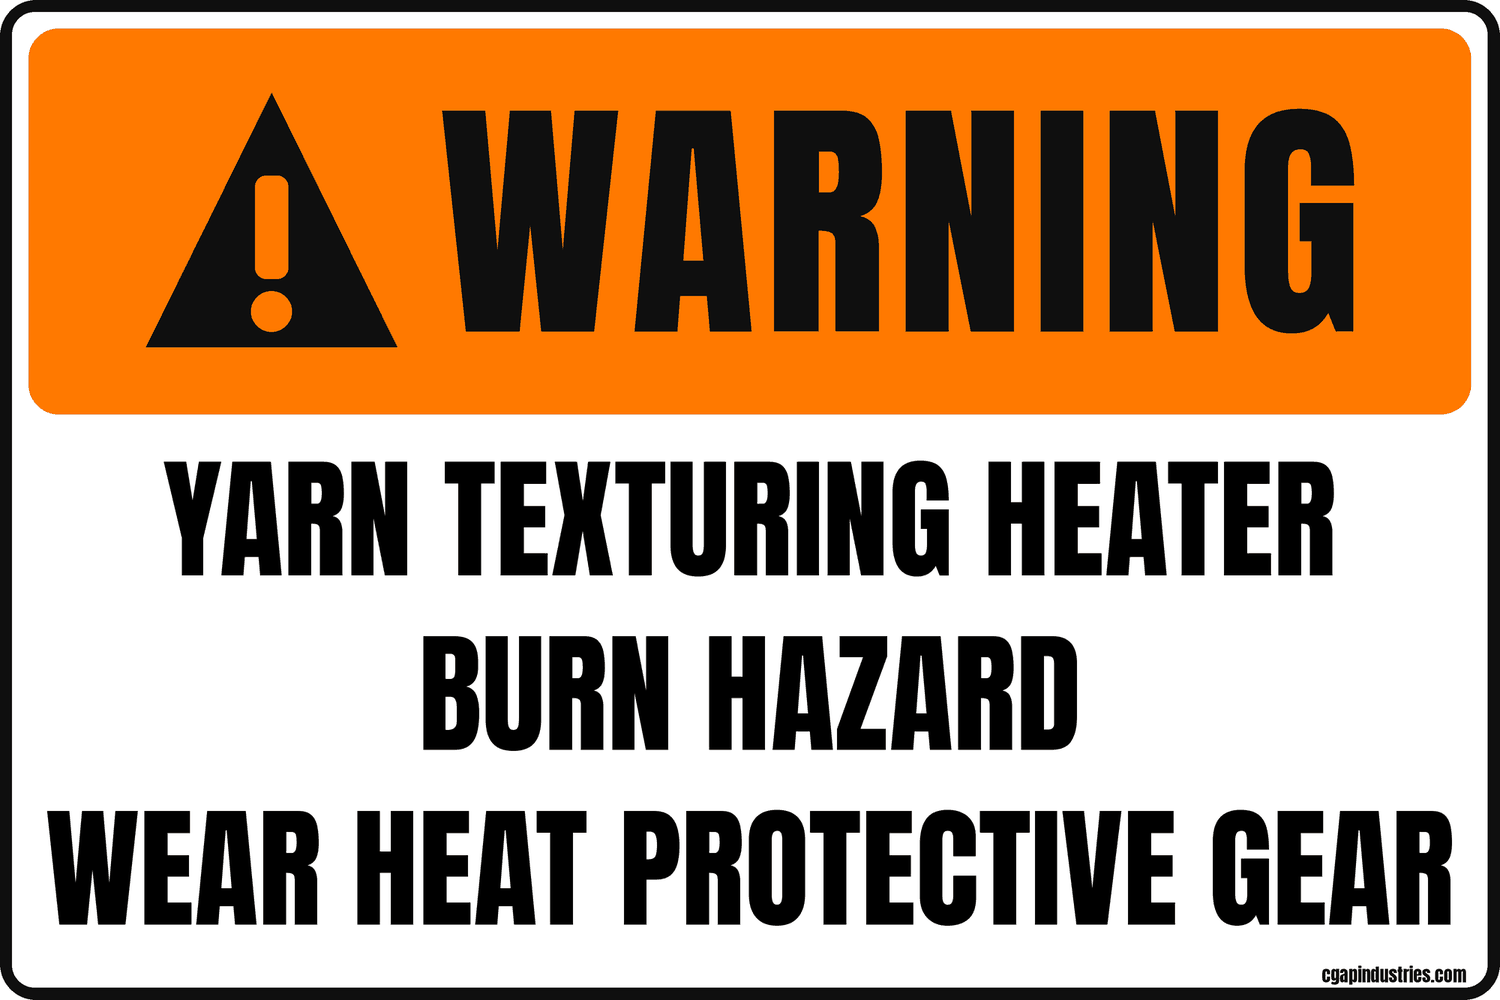 WARNING
YARN TEXTURING HEATER
BURN HAZARD
WEAR HEAT PROTECTIVE GEAR
cgapindustries.com